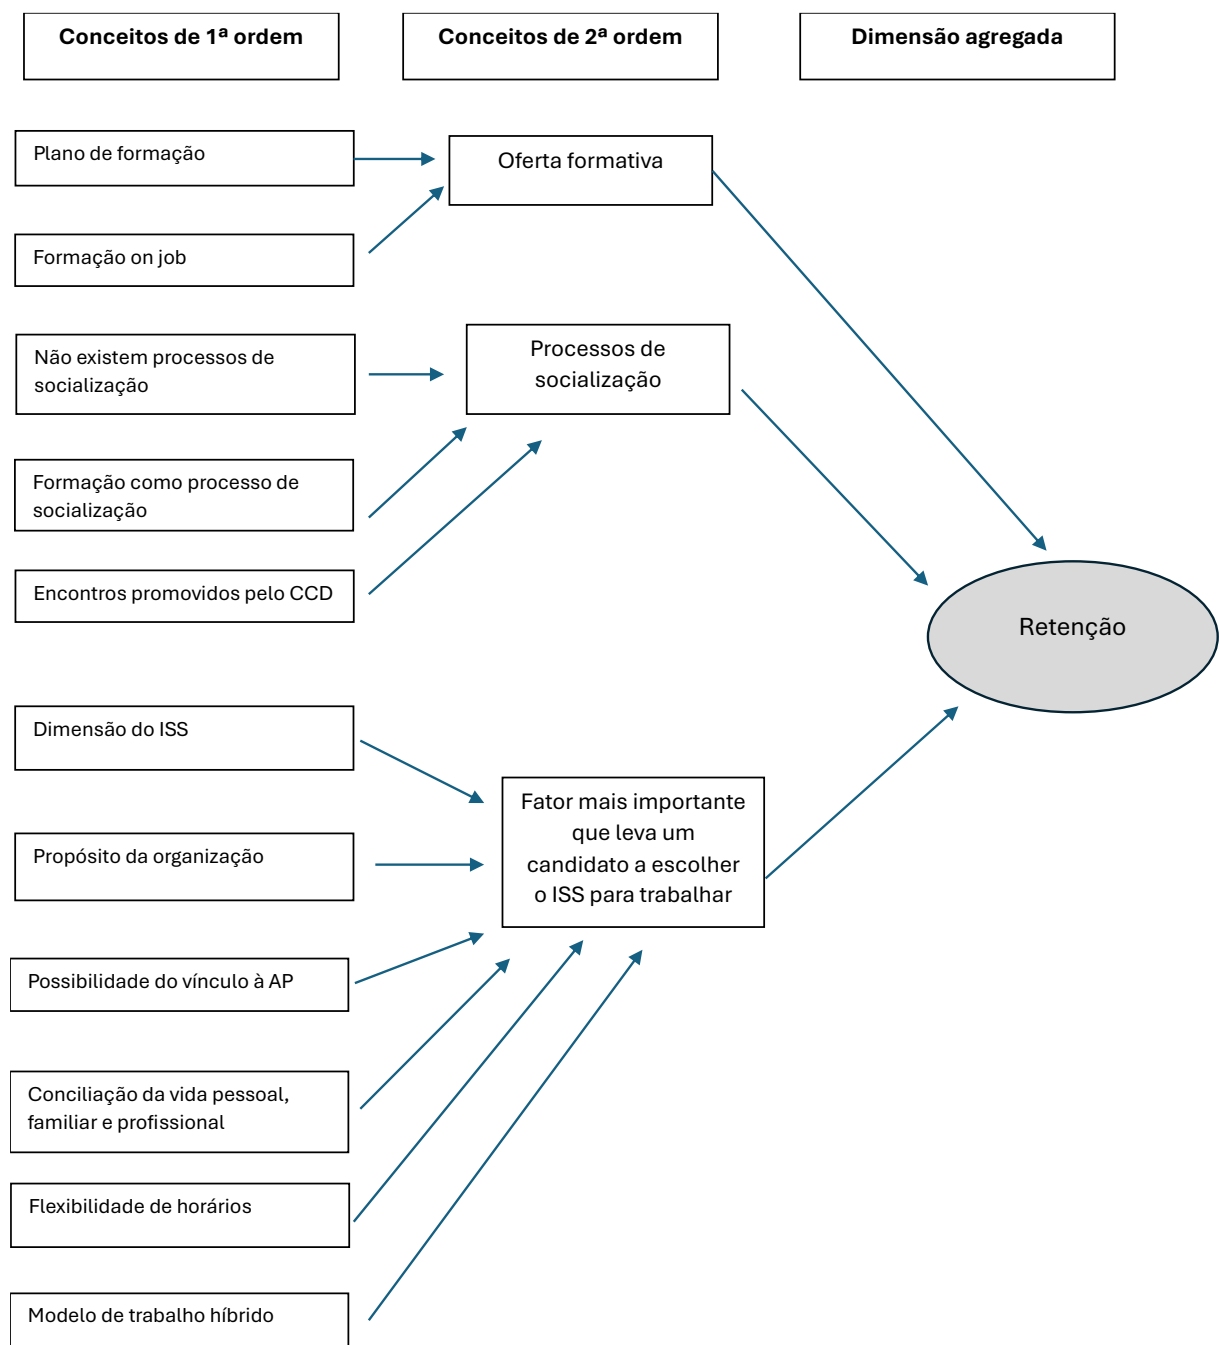 Conceitos de 1ª ordem
Conceitos de 2ª ordem
Dimensão agregada
Plano de formação
Oferta formativa
Formação on job
Não existem processos de
socialização
Processos de
socialização
Formação como processo de
socialização
Encontros promovidos pelo CCD
Retenção
Dimensão do ISS
Propósito da organização
Fator mais importante
que leva um
candidato a escolher
o ISS para trabalhar
Possibilidade do vínculo à AP
Conciliação da vida pessoal,
familiar e profissional
Flexibilidade de horários
Modelo de trabalho híbrido